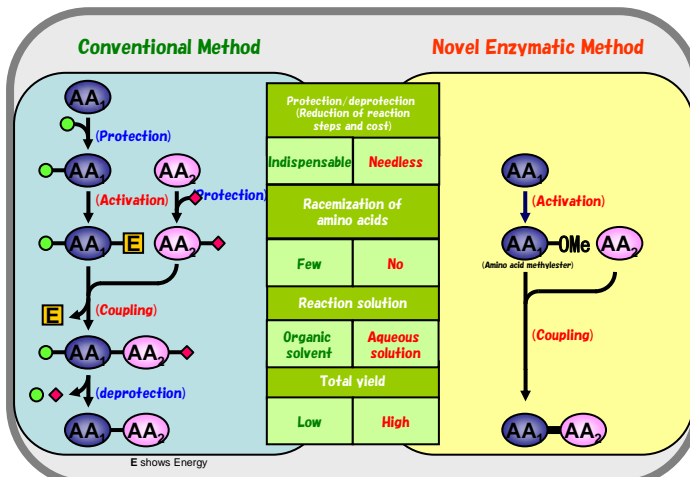 Conventional Method
Novel Enzymatic Method
AA1
(Protection)
AA1
AA2
(Activation)
Protection)
AA1
E
AA2
E
(Coupling)
AA1
AA2
(deprotection)
AA1
AA2
E shows Energy
Protection/deprotection
(Reduction of reaction
steps and cost)
Indispensable
Needless
Racemization of
amino acids
Few
No
Reaction solution
Organic
solvent
Aqueous
solution
Total yield
Low
High
AA1
(Activation)
AA1
OMe
AA2
(Amino acid methylester)
(Coupling)
AA1
AA2